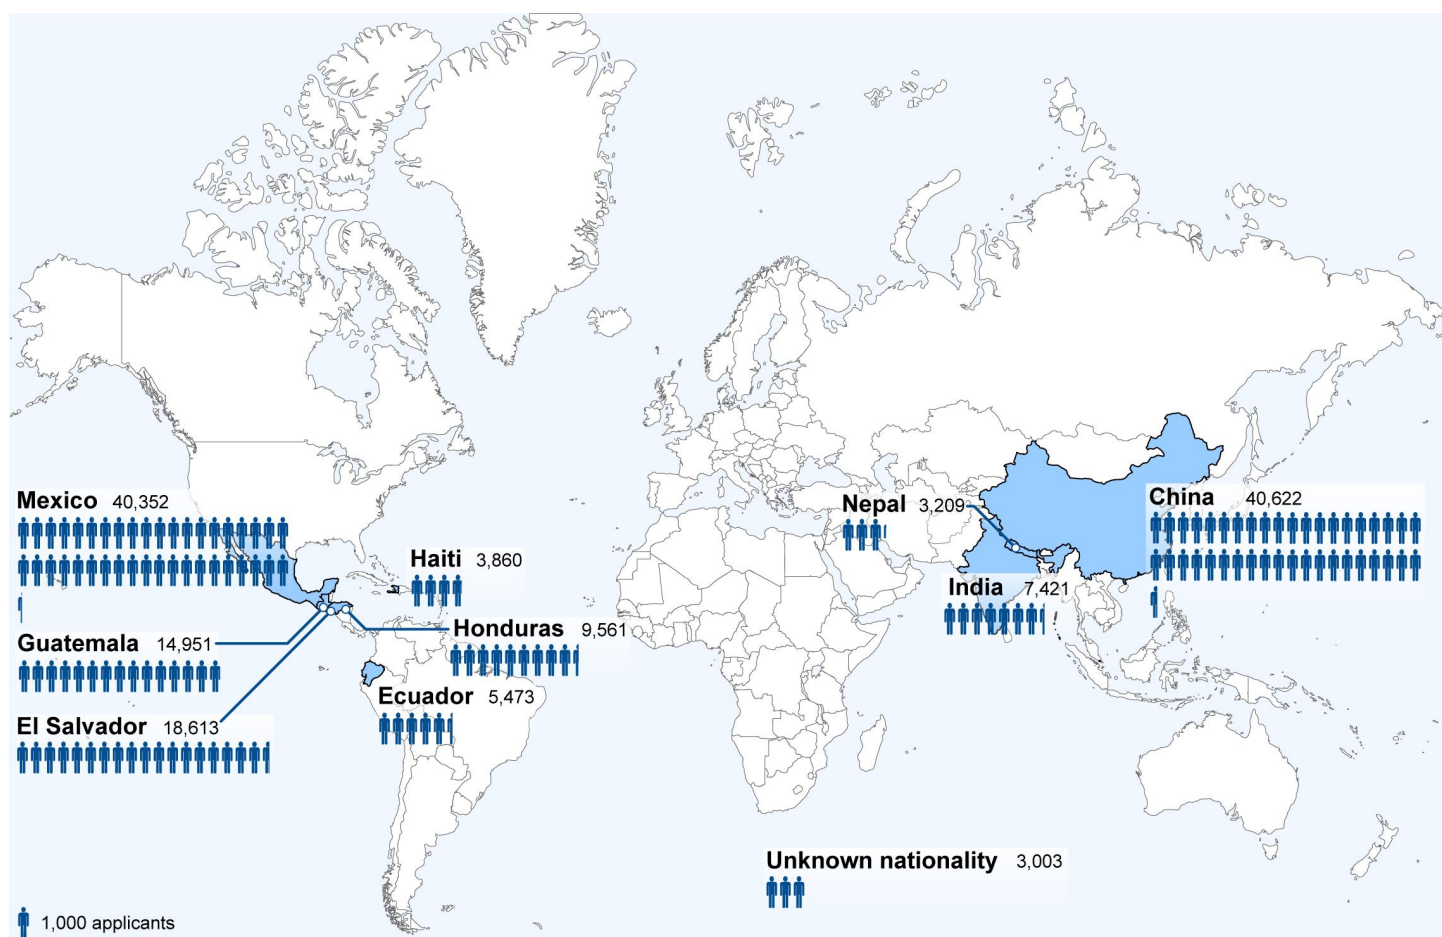 Mexico 40,352
Haiti 3,860
Nepal 3,209
China 40,622
India 7,421
Guatemala 14,951
Honduras 9,561
El Salvador 18,613
Ecuador 5,473
Unknown nationality 3,003
1,000 applicants